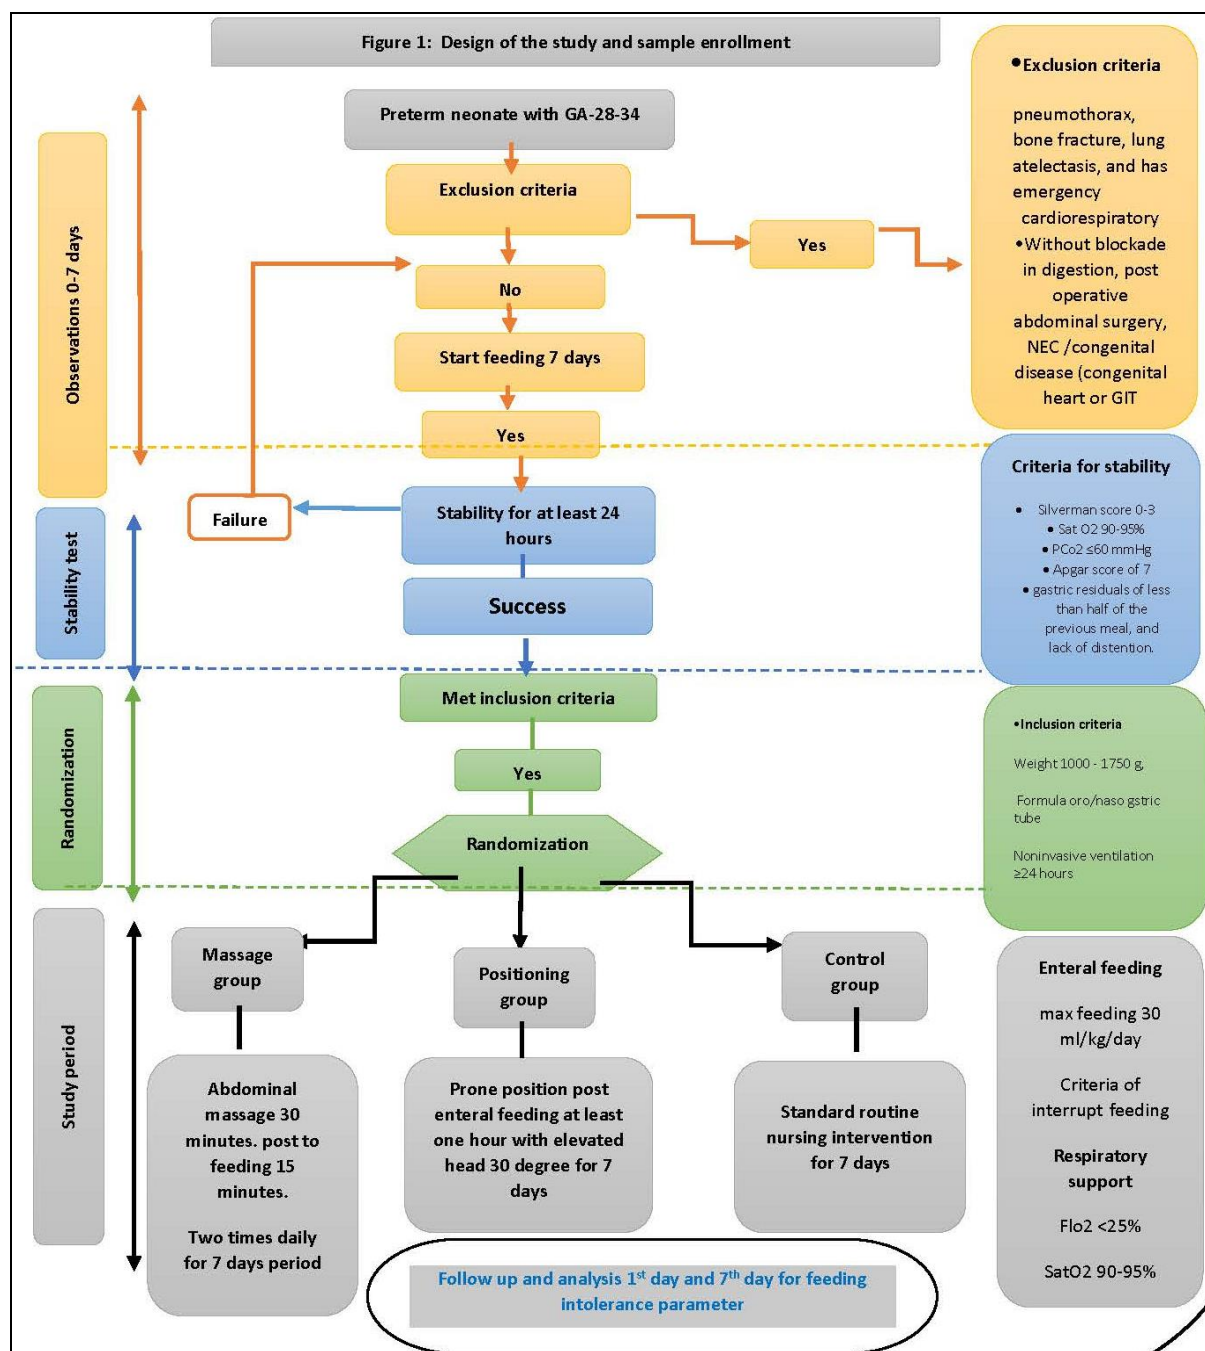 Figure 1: Design of the study and sample enrollment
Preterm neonate with GA-28-34
Exclusion criteria
Yes
No
Start feeding 7 days
Yes
Observations 0-7 days
•Exclusion criteria
pneumothorax,
bone fracture, lung
atelectasis, and has
emergency
cardiorespiratory
•Without blockade
in digestion, post
operative
abdominal surgery,
NEC /congenital
disease (congenital
heart or GIT
Failure
Stability for at least 24
hours
Success
Stability test
Criteria for stability
• Silverman score 0-3
• Sat O2 90-95%
• PCo2 ≤60 mmHg
• Apgar score of 7
• gastric residuals of less
than half of the
previous meal, and
lack of distention.
Met inclusion criteria
Yes
Randomization
Randomization
•Inclusion criteria
Weight 1000 - 1750 g,
Formula oro/naso gstric
tube
Noninvasive ventilation
≥24 hours
Study period
Massage
group
Positioning
group
Control
group
Abdominal
massage 30
minutes. post to
feeding 15
minutes.
Two times daily
for 7 days period
Prone position post
enteral feeding at least
one hour with elevated
head 30 degree for 7
days
Standard routine
nursing intervention
for 7 days
Enteral feeding
max feeding 30
ml/kg/day
Criteria of
interrupt feeding
Respiratory
support
Flo2 <25%
SatO2 90-95%
Follow up and analysis 1st day and 7th day for feeding
intolerance parameter